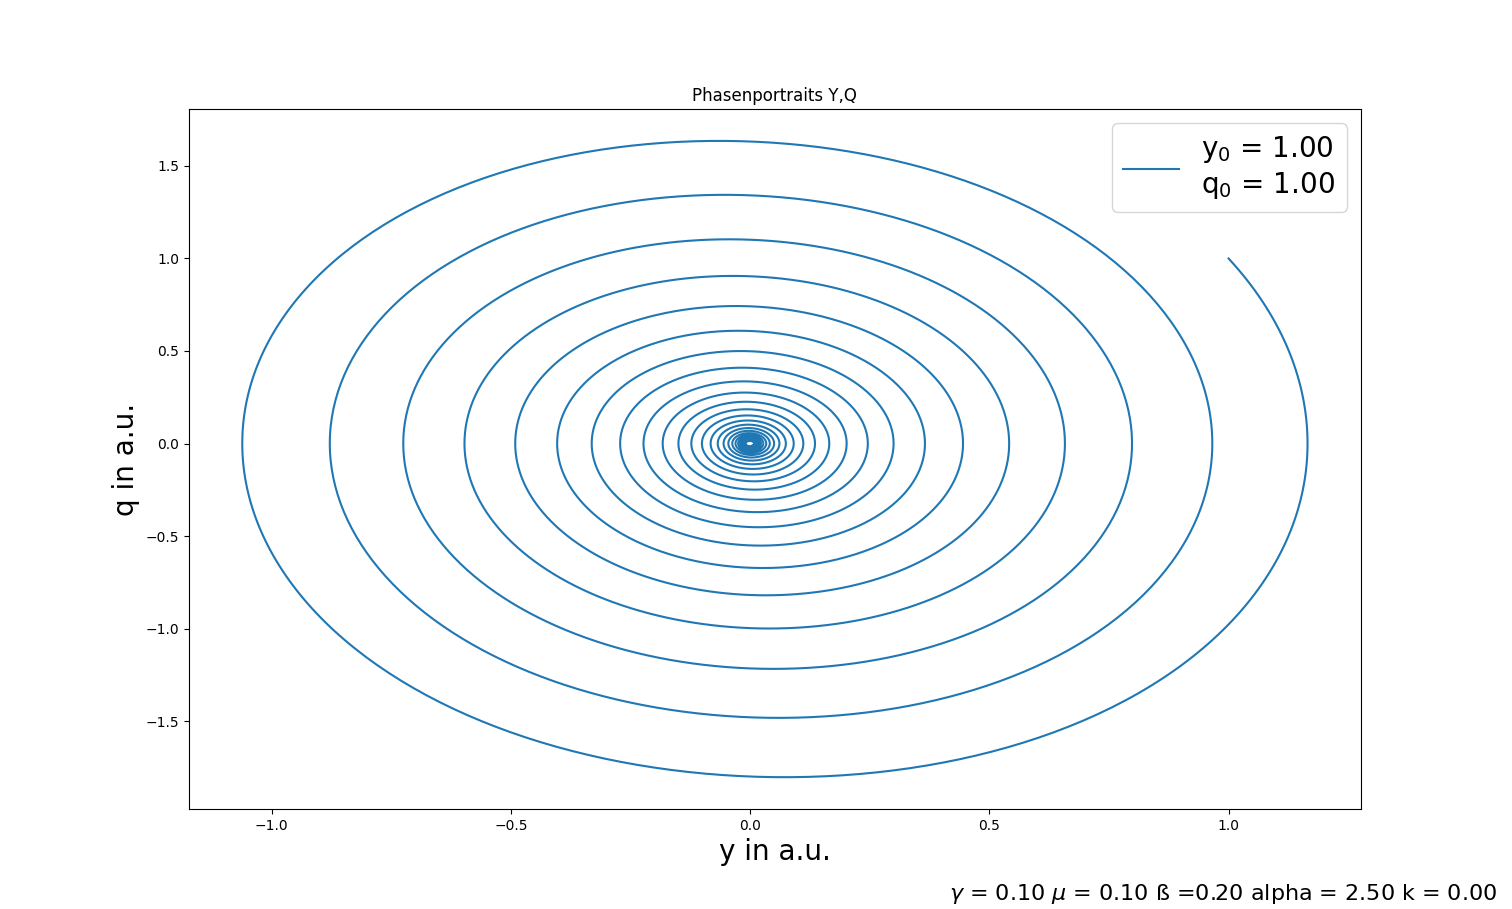 Phasenportraits Y,Q
y₀ = 1.00
q₀ = 1.00
1.5
1.0
0.5
0.0
−0.5
−1.0
−1.5
q in a.u.
−1.0
−0.5
0.0
0.5
1.0
y in a.u.
γ = 0.10 μ = 0.10 ß =0.20 alpha = 2.50 k = 0.00